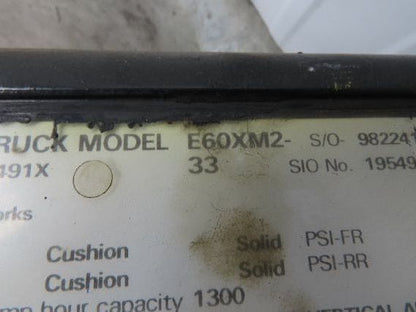 RUCK MODEL E60XM2- S/O- 98224
491X 33 SIO No. 19549
orks
Cushion Solid PSI-FR
Cushion Solid PSI-RR
mp hour capacity 1300
VERTICAL A